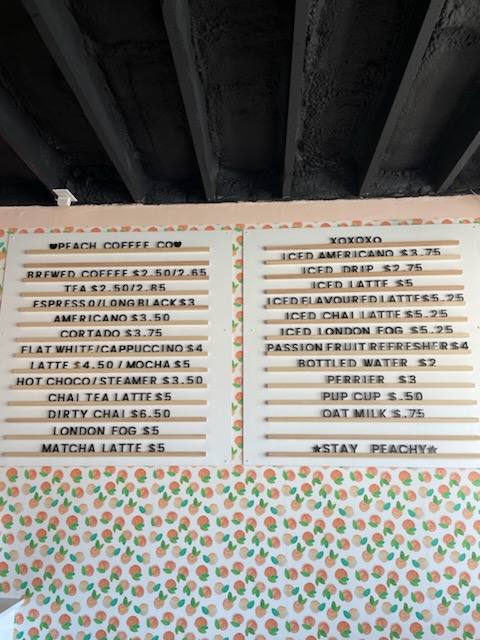 ♥PEACH COFFEE CO♥
BREWED COFFEE $2.50/2.65
TEA $2.50/2.85
ESPRESSO/LONG BLACK $3
AMERICANO $3.50
CORTADO $3.75
FLAT WHITE/CAPPUCCINO $4
LATTE $4.50 / MOCHA $5
HOT CHOCO/STEAMER $3.50
CHAI TEA LATTE $5
DIRTY CHAI $6.50
LONDON FOG $5
MATCHA LATTE $5
XOXOXO
ICED AMERICANO $3.75
ICED DRIP $2.75
ICED LATTE $5
ICED FLAVOURED LATTE $5.25
ICED CHAI LATTE $5.25
ICED LONDON FOG $5.25
PASSIONFRUIT REFRESHER $4
BOTTLED WATER $2
PERRIER $3
PUP CUP $.50
OAT MILK $.75
★STAY PEACHY★